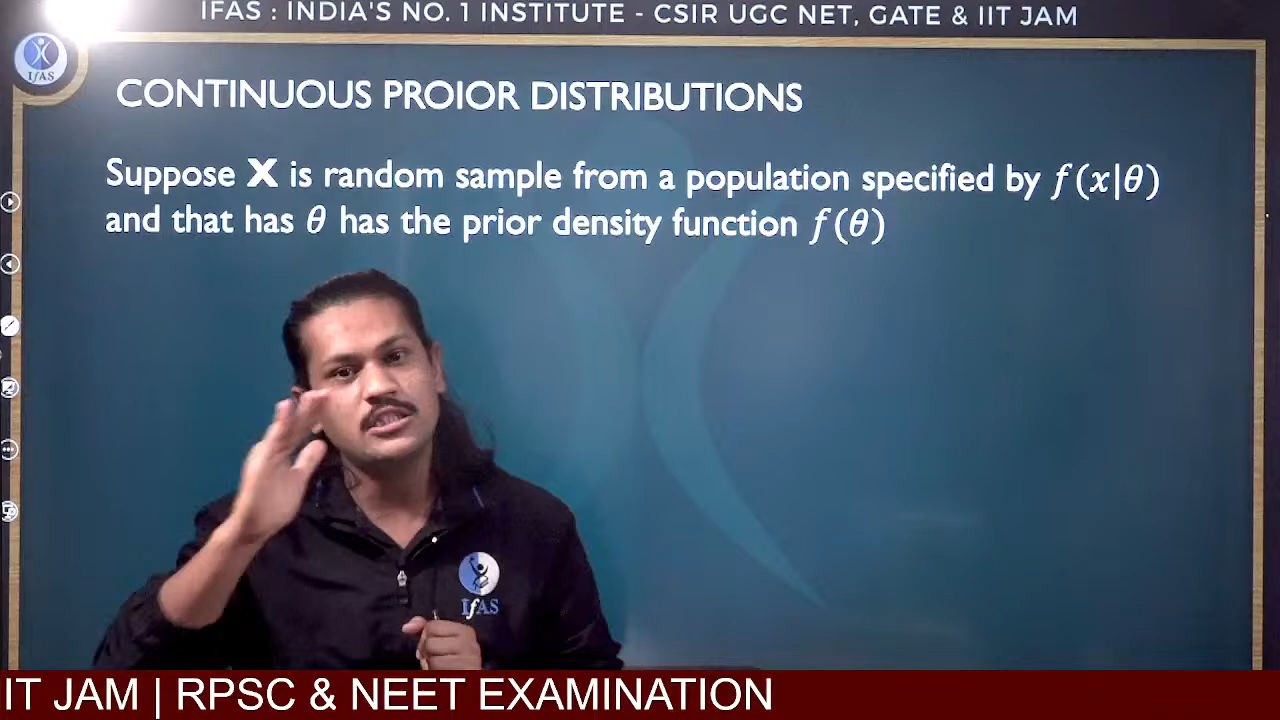 IFAS : INDIA'S NO. 1 INSTITUTE - CSIR UGC NET, GATE & IIT JAM
IfAS
CONTINUOUS PROIOR DISTRIBUTIONS
Suppose X is random sample from a population specified by f(x|θ)
and that has θ has the prior density function f(θ)
IfAS
IT JAM | RPSC & NEET EXAMINATION